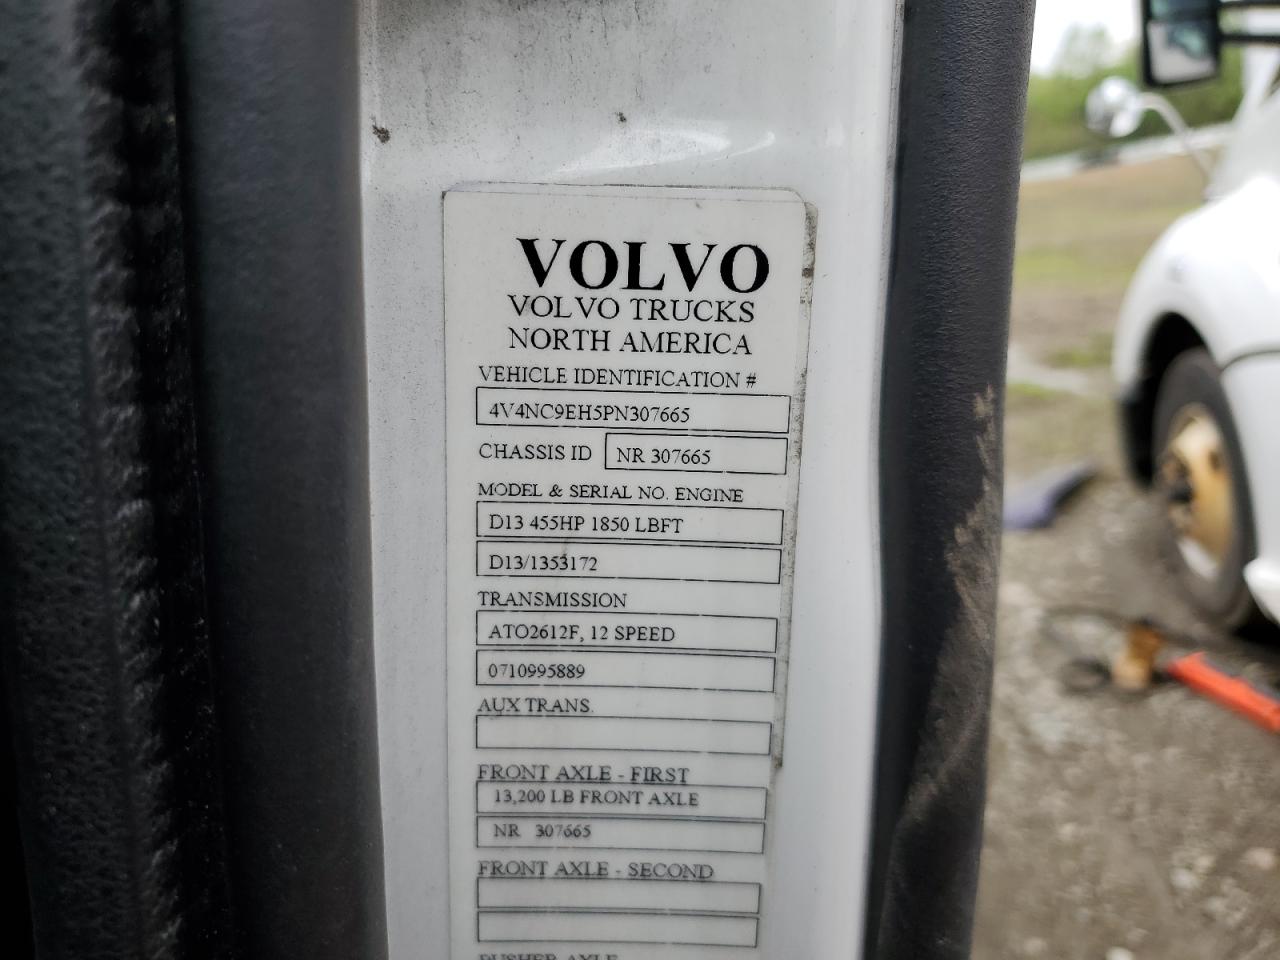 VOLVO
VOLVO TRUCKS
NORTH AMERICA
VEHICLE IDENTIFICATION #
4V4NC9EH5PN307665
CHASSIS ID NR 307665
MODEL & SERIAL NO. ENGINE
D13 455HP 1850 LBFT
D13/1353172
TRANSMISSION
ATO2612F, 12 SPEED
0710995889
AUX TRANS.
FRONT AXLE - FIRST
13,200 LB FRONT AXLE
NR 307665
FRONT AXLE - SECOND
PUSHER AXLE